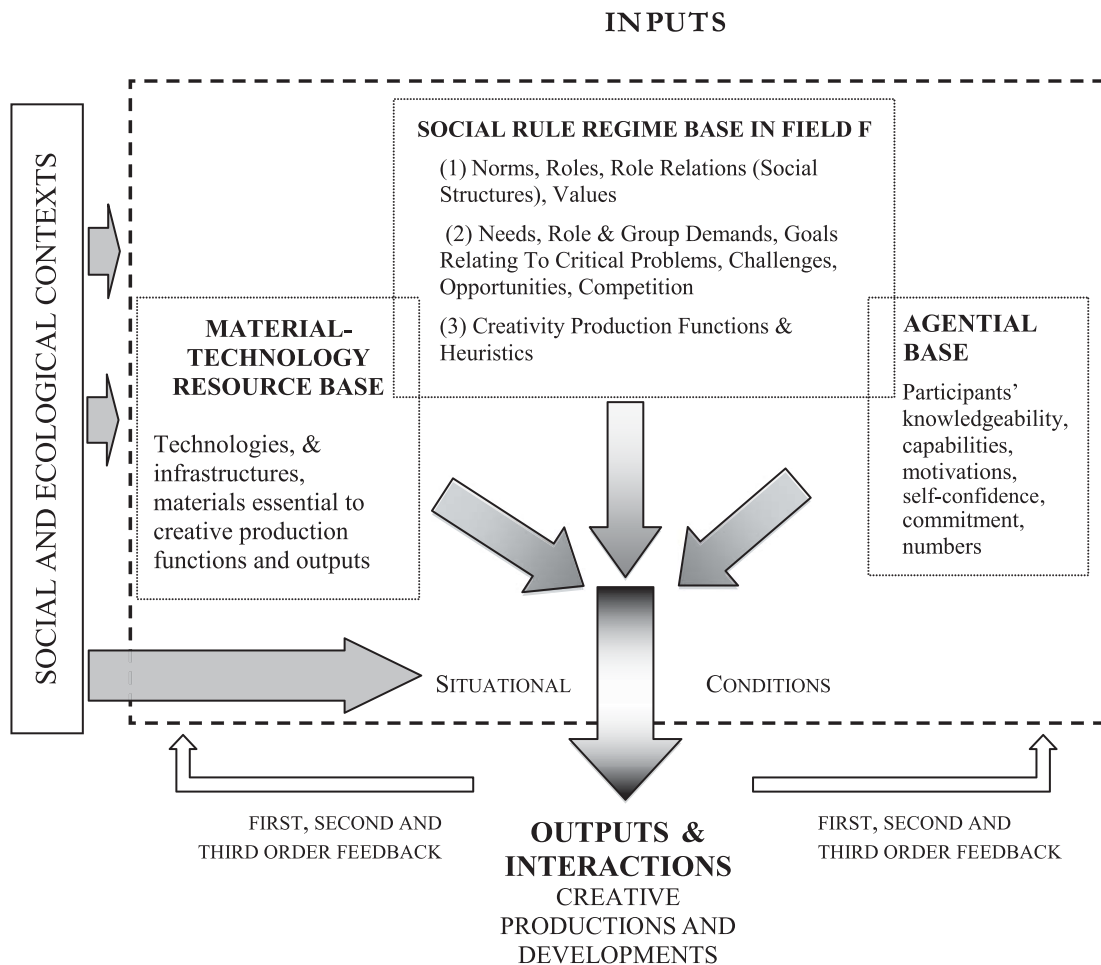 INPUTS
SOCIAL AND ECOLOGICAL CONTEXTS
SOCIAL RULE REGIME BASE IN FIELD F
(1) Norms, Roles, Role Relations (Social
Structures), Values
(2) Needs, Role & Group Demands, Goals
Relating To Critical Problems, Challenges,
Opportunities, Competition
(3) Creativity Production Functions &
Heuristics
MATERIAL-
TECHNOLOGY
RESOURCE BASE
Technologies, &
infrastructures,
materials essential to
creative production
functions and outputs
AGENTIAL
BASE
Participants’
knowledgeability,
capabilities,
motivations,
self-confidence,
commitment,
numbers
SITUATIONAL CONDITIONS
FIRST, SECOND AND
THIRD ORDER FEEDBACK
OUTPUTS &
INTERACTIONS
CREATIVE
PRODUCTIONS AND
DEVELOPMENTS
FIRST, SECOND AND
THIRD ORDER FEEDBACK